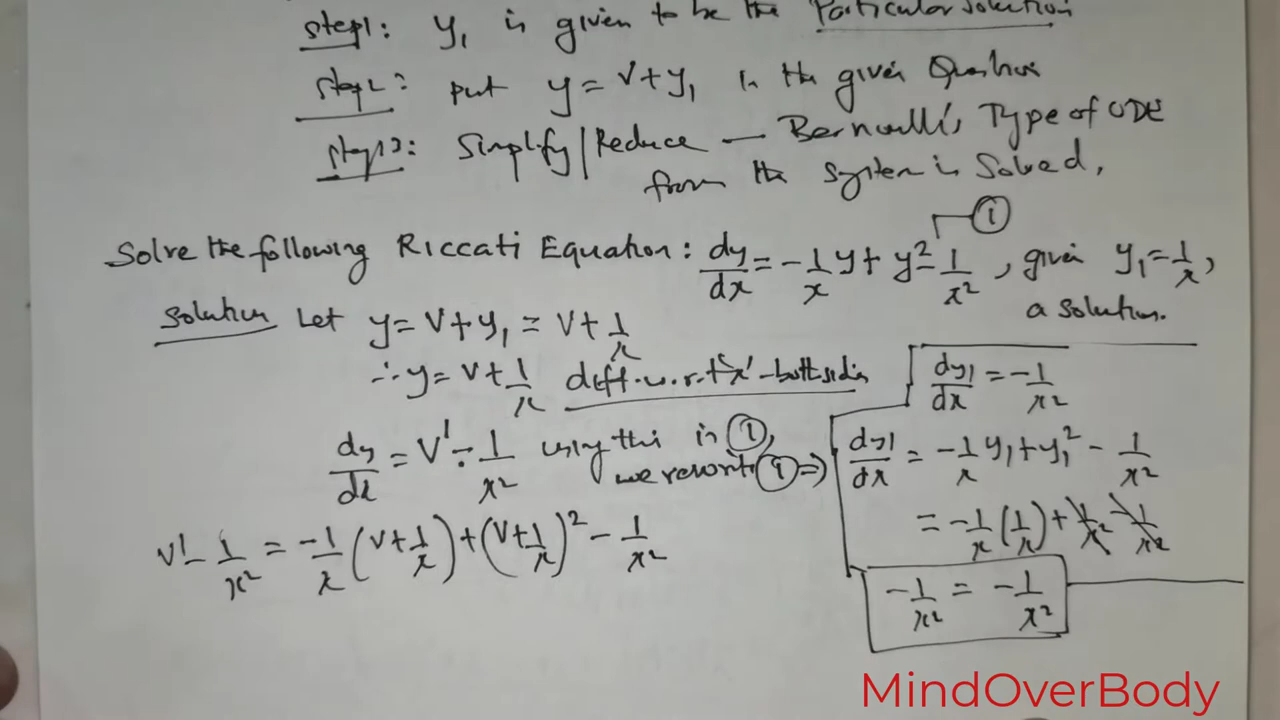 step1: y₁ is given to be the Particular Solution
step2: put y = v + y₁ in the given Question
step3: Simplify/Reduce — Bernoulli's Type of ODE
from the system is Solved.
①
Solve the following Riccati Equation: dy/dx = -1/x y + y² - 1/x², given y₁ = 1/x,
a solution.
Solution Let y = v + y₁ = v + 1/x
∴ y = v + 1/x diff. w.r.t 'x' - both sides
dy/dx = v' - 1/x² using this in ①,
we rewrite ① ⇒
v' - 1/x² = -1/x (v + 1/x) + (v + 1/x)² - 1/x²
dy₁/dx = -1/x²
dy₁/dx = -1/x y₁ + y₁² - 1/x²
= -1/x (1/x) + 1/x² - 1/x²
-1/x² = -1/x²
MindOverBody